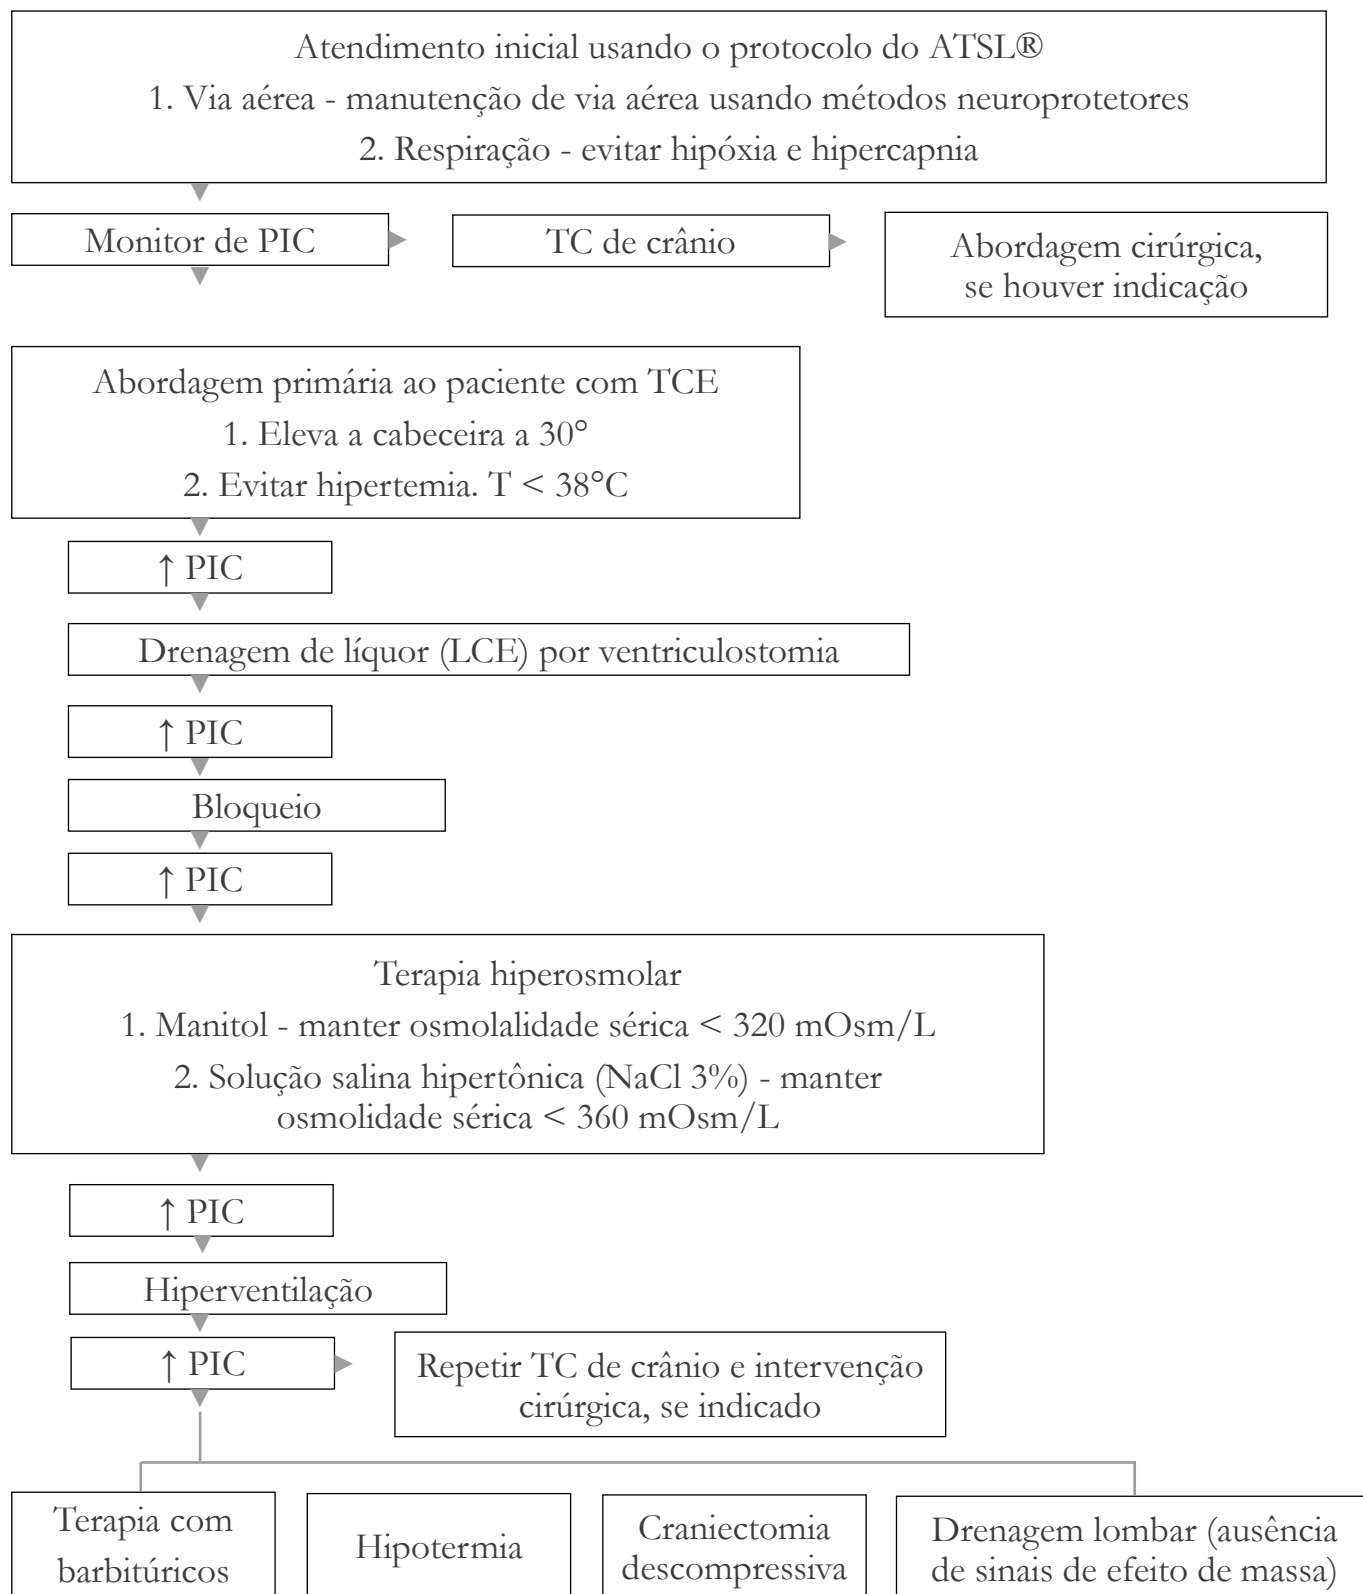 Atendimento inicial usando o protocolo do ATSL®
1. Via aérea - manutenção de via aérea usando métodos neuroprotetores
2. Respiração - evitar hipóxia e hipercapnia
Monitor de PIC
TC de crânio
Abordagem cirúrgica,
se houver indicação
Abordagem primária ao paciente com TCE
1. Eleva a cabeceira a 30°
2. Evitar hipertemia. T < 38°C
↑ PIC
Drenagem de líquor (LCE) por ventriculostomia
↑ PIC
Bloqueio
↑ PIC
Terapia hiperosmolar
1. Manitol - manter osmolalidade sérica < 320 mOsm/L
2. Solução salina hipertônica (NaCl 3%) - manter
osmolidade sérica < 360 mOsm/L
↑ PIC
Hiperventilação
↑ PIC
Repetir TC de crânio e intervenção
cirúrgica, se indicado
Terapia com
barbitúricos
Hipotermia
Craniectomia
descompressiva
Drenagem lombar (ausência
de sinais de efeito de massa)